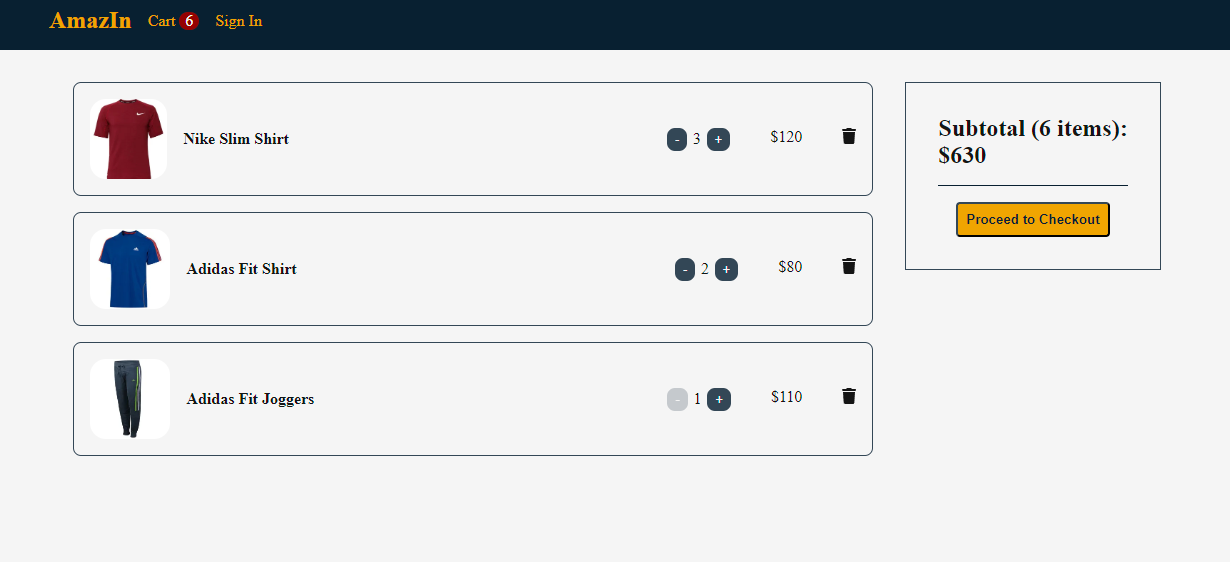 AmazIn Cart 6 Sign In
Nike Slim Shirt - 3 + $120
Adidas Fit Shirt - 2 + $80
Adidas Fit Joggers - 1 + $110
Subtotal (6 items):
$630
Proceed to Checkout